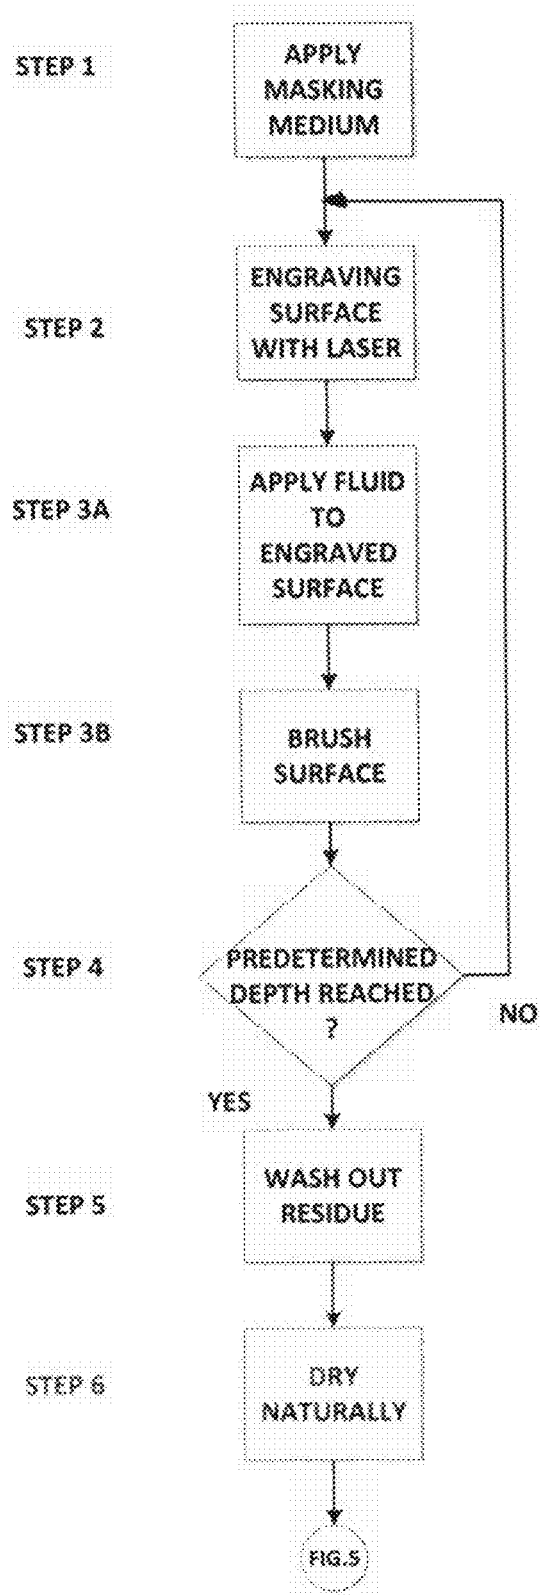 STEP 1
APPLY
MASKING
MEDIUM
STEP 2
ENGRAVING
SURFACE
WITH LASER
STEP 3A
APPLY FLUID
TO
ENGRAVED
SURFACE
STEP 3B
BRUSH
SURFACE
STEP 4
PREDETERMINED
DEPTH REACHED
?
NO
YES
STEP 5
WASH OUT
RESIDUE
STEP 6
DRY
NATURALLY
FIG.5